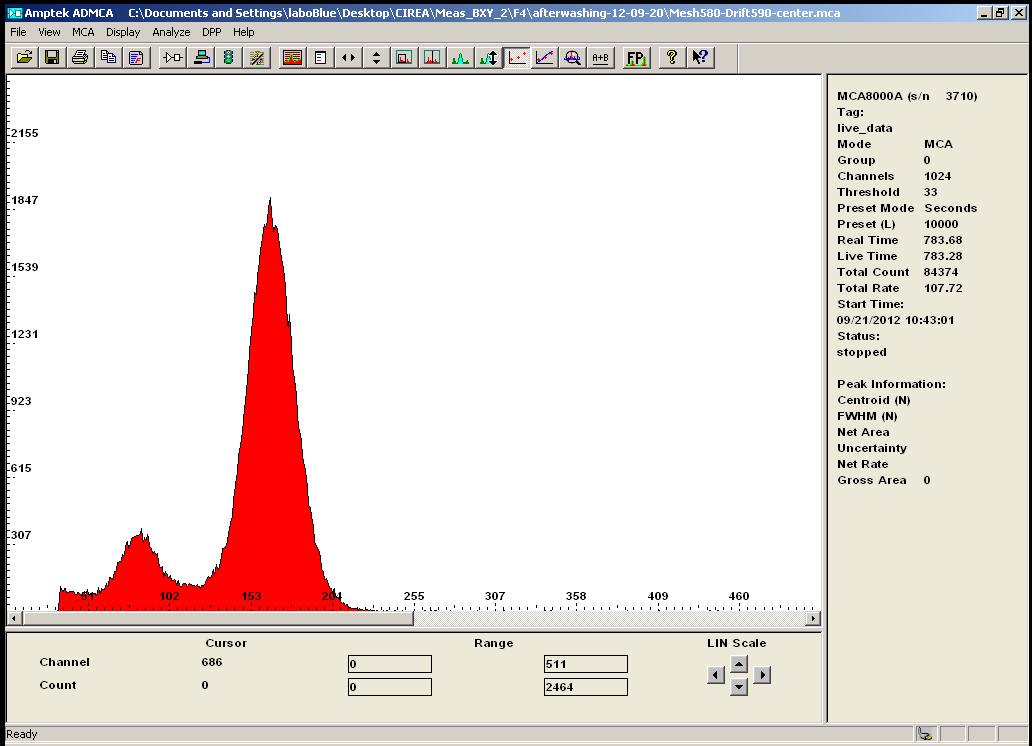 Amptek ADMCA C:\Documents and Settings\laboBlue\Desktop\CIREA\Meas_BXY_2\F4\afterwashing-12-09-20\Mesh580-Drift590-center.mca
File View MCA Display Analyze DPP Help
A+B FP ? ?
2155
1847
1539
1231
923
615
307
51 102 153 204 255 307 358 409 460
MCA8000A (s/n 3710)
Tag:
live_data
Mode MCA
Group 0
Channels 1024
Threshold 33
Preset Mode Seconds
Preset (L) 10000
Real Time 783.68
Live Time 783.28
Total Count 84374
Total Rate 107.72
Start Time:
09/21/2012 10:43:01
Status:
stopped
Peak Information:
Centroid (N)
FWHM (N)
Net Area
Uncertainty
Net Rate
Gross Area 0
Cursor Range LIN Scale
Channel 686 0 511
Count 0 0 2464
Ready